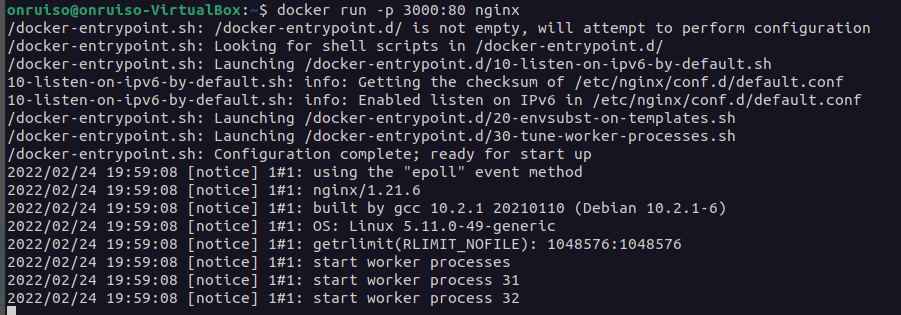 onruiso@onruiso-VirtualBox:~$ docker run -p 3000:80 nginx
/docker-entrypoint.sh: /docker-entrypoint.d/ is not empty, will attempt to perform configuration
/docker-entrypoint.sh: Looking for shell scripts in /docker-entrypoint.d/
/docker-entrypoint.sh: Launching /docker-entrypoint.d/10-listen-on-ipv6-by-default.sh
10-listen-on-ipv6-by-default.sh: info: Getting the checksum of /etc/nginx/conf.d/default.conf
10-listen-on-ipv6-by-default.sh: info: Enabled listen on IPv6 in /etc/nginx/conf.d/default.conf
/docker-entrypoint.sh: Launching /docker-entrypoint.d/20-envsubst-on-templates.sh
/docker-entrypoint.sh: Launching /docker-entrypoint.d/30-tune-worker-processes.sh
/docker-entrypoint.sh: Configuration complete; ready for start up
2022/02/24 19:59:08 [notice] 1#1: using the "epoll" event method
2022/02/24 19:59:08 [notice] 1#1: nginx/1.21.6
2022/02/24 19:59:08 [notice] 1#1: built by gcc 10.2.1 20210110 (Debian 10.2.1-6)
2022/02/24 19:59:08 [notice] 1#1: OS: Linux 5.11.0-49-generic
2022/02/24 19:59:08 [notice] 1#1: getrlimit(RLIMIT_NOFILE): 1048576:1048576
2022/02/24 19:59:08 [notice] 1#1: start worker processes
2022/02/24 19:59:08 [notice] 1#1: start worker process 31
2022/02/24 19:59:08 [notice] 1#1: start worker process 32